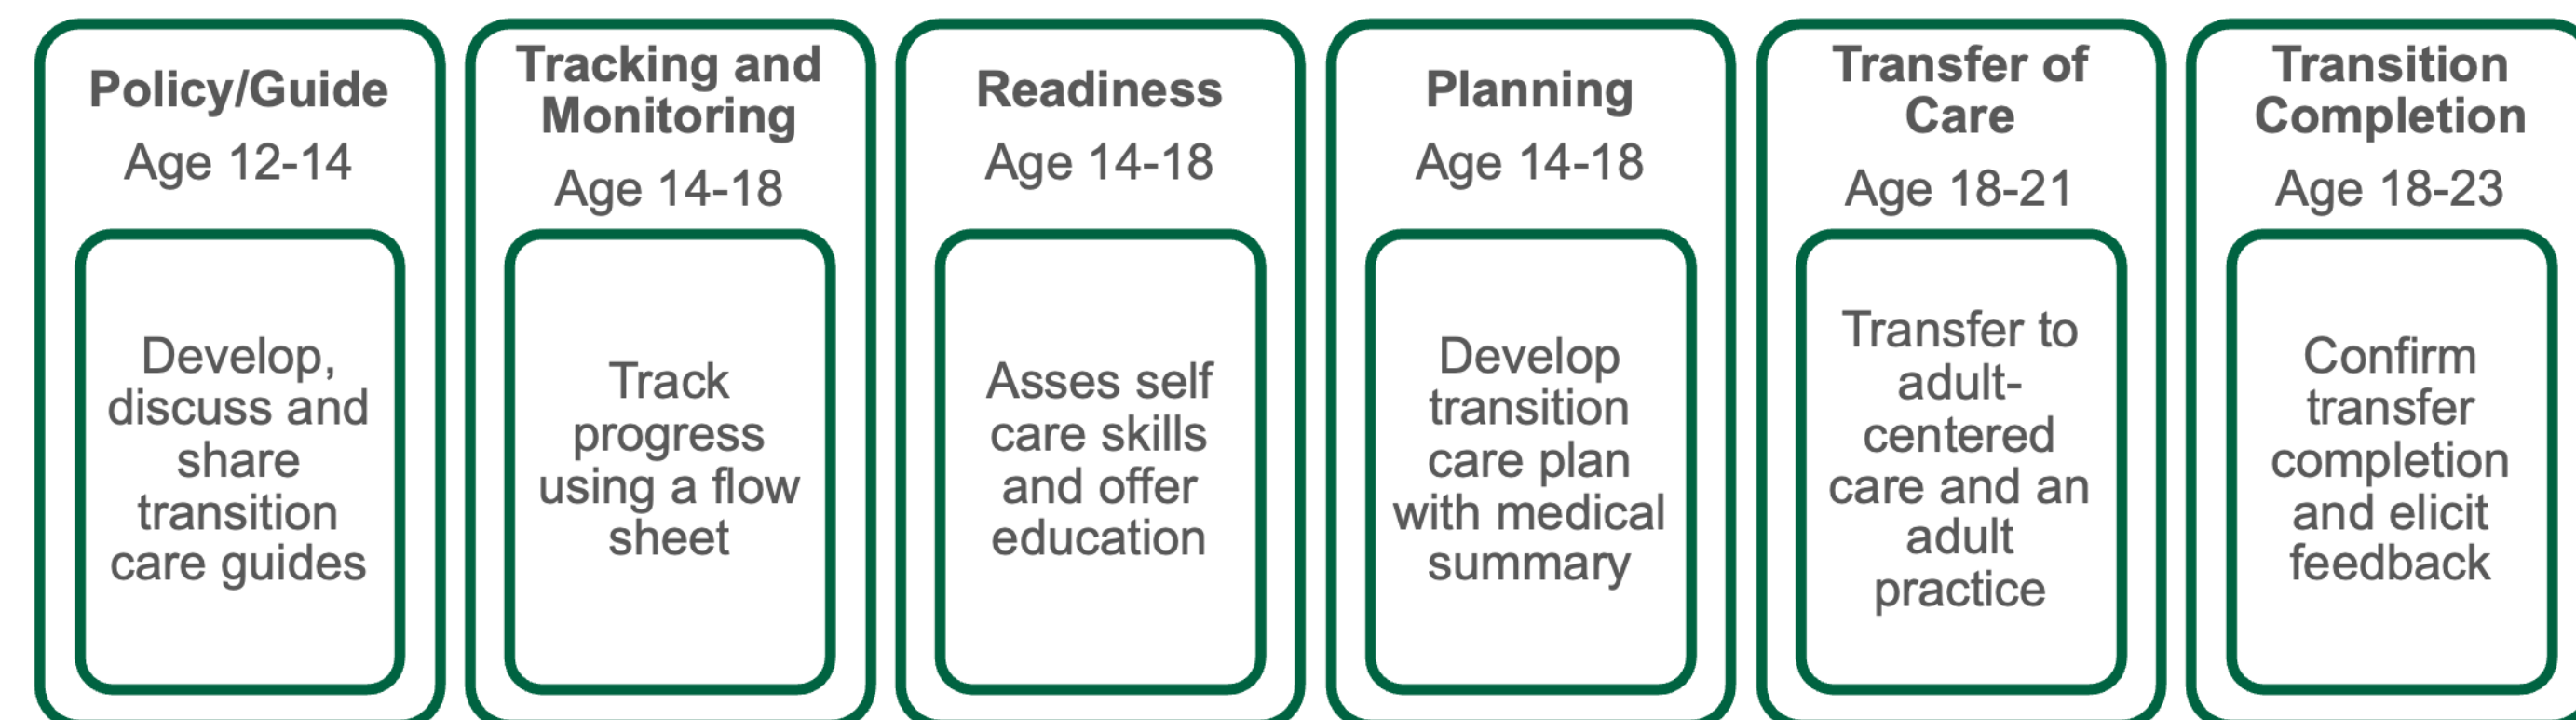 Policy/Guide
Age 12-14
Develop,
discuss and
share
transition
care guides
Tracking and
Monitoring
Age 14-18
Track
progress
using a flow
sheet
Readiness
Age 14-18
Asses self
care skills
and offer
education
Planning
Age 14-18
Develop
transition
care plan
with medical
summary
Transfer of
Care
Age 18-21
Transfer to
adult-
centered
care and an
adult
practice
Transition
Completion
Age 18-23
Confirm
transfer
completion
and elicit
feedback